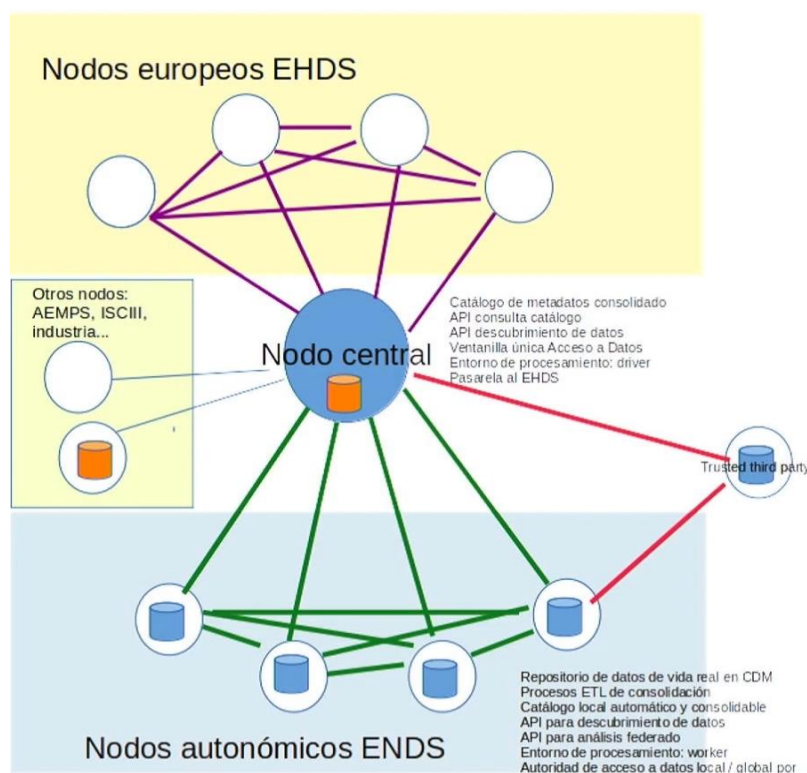 Nodos europeos EHDS
Otros nodos:
AEMPS, ISCIII,
industria...
Nodo central
Catálogo de metadatos consolidado
API consulta catálogo
API descubrimiento de datos
Ventanilla única Acceso a Datos
Entorno de procesamiento: driver
Pasarela al EHDS
Trusted third party
Repositorio de datos de vida real en CDM
Procesos ETL de consolidación
Catálogo local automático y consolidable
API para descubrimiento de datos
API para análisis federado
Entorno de procesamiento: worker
Autoridad de acceso a datos local / global por
Nodos autonómicos ENDS